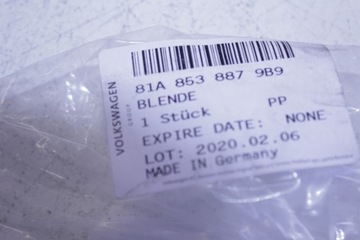 81A 853 887 9B9
BLENDE
1 Stück PP
EXPIRE DATE: NONE
LOT: 2020.02.06
MADE IN Germany
VOLKSWAGEN
GROUP